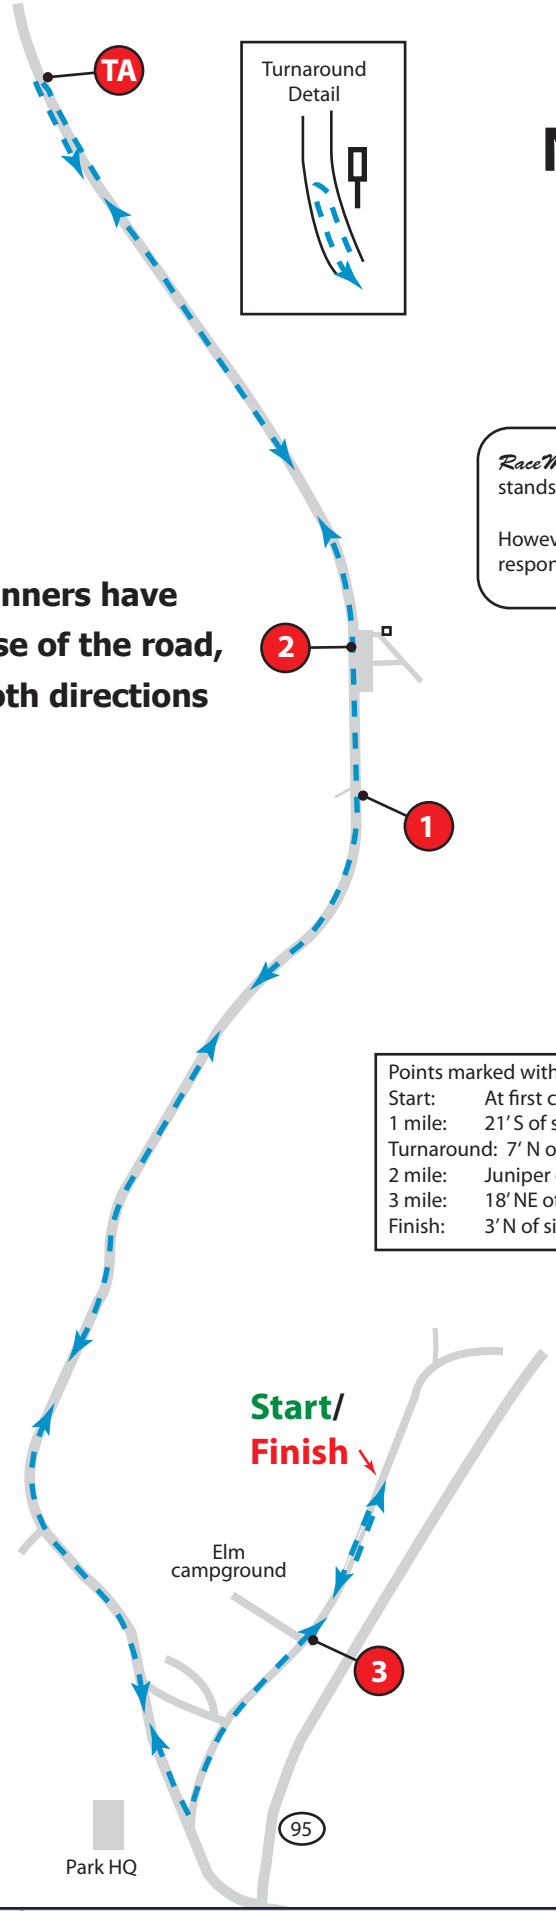 TA
Turnaround
Detail
RaceM
stands
Howev
respon
nners have
se of the road,
oth directions
2
1
Points marked with
Start: At first c
1 mile: 21' S of s
Turnaround: 7' N o
2 mile: Juniper
3 mile: 18' NE of
Finish: 3' N of si
Start/
Finish
Elm
campground
3
95
Park HQ